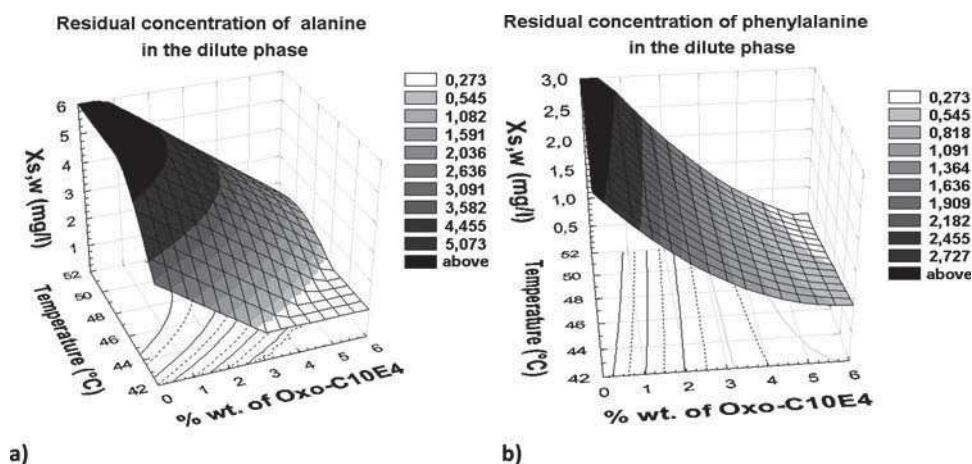 Residual concentration of alanine
in the dilute phase
6
5
4
3
2
1
Xs,w (mg/l)
52
50
48
46
44
42
Temperature (°C)
0 1 2 3 4 5 6
% wt. of Oxo-C10E4
0,273
0,545
1,082
1,591
2,036
2,636
3,091
3,582
4,455
5,073
above
a)
Residual concentration of phenylalanine
in the dilute phase
3,0
2,5
2,0
1,5
1,0
0,5
Xs,w (mg/l)
52
50
48
46
44
42
Temperature (°C)
0 1 2 3 4 5 6
% wt. of Oxo-C10E4
0,273
0,545
0,818
1,091
1,364
1,636
1,909
2,182
2,455
2,727
above
b)